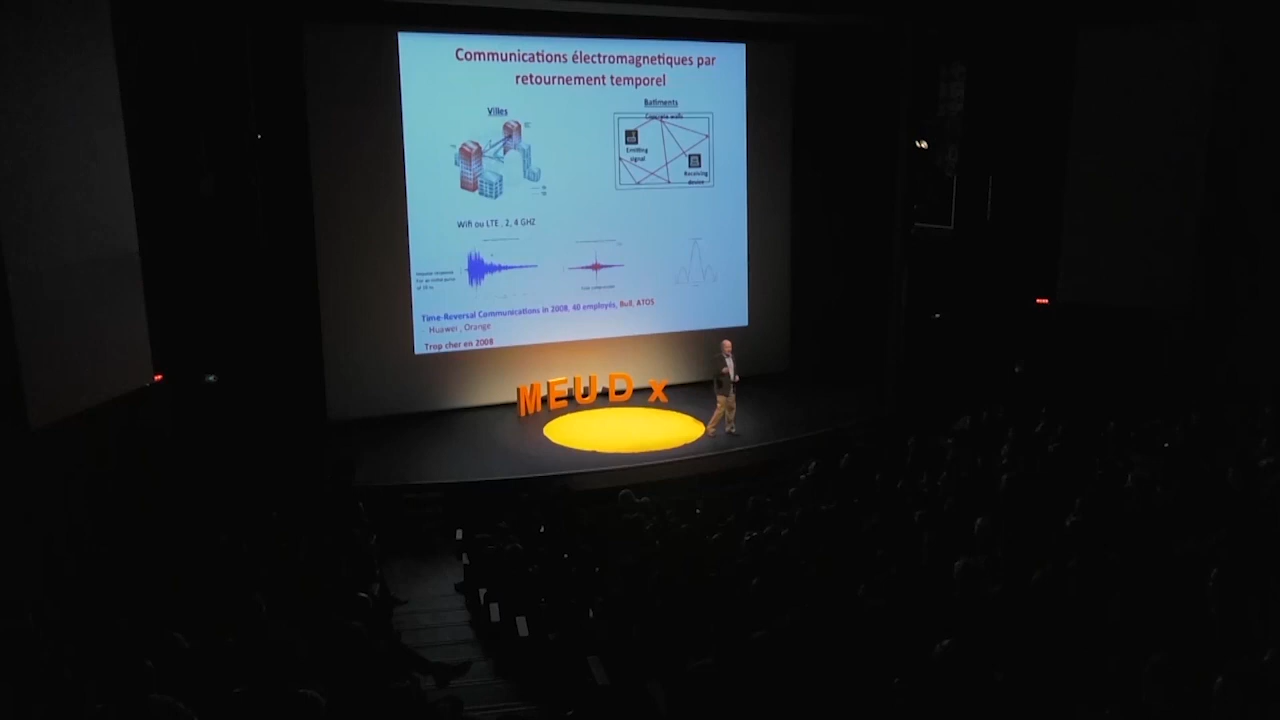 Communications électromagnetiques par
retournement temporel
Villes
Batiments
Concrete walls
Emitting
signal
Receiving
device
Wifi ou LTE , 2, 4 GHZ
Time-Reversal Communications in 2008, 40 employés, Bull, ATOS
- Huawei , Orange
Trop cher en 2008
MEUDx